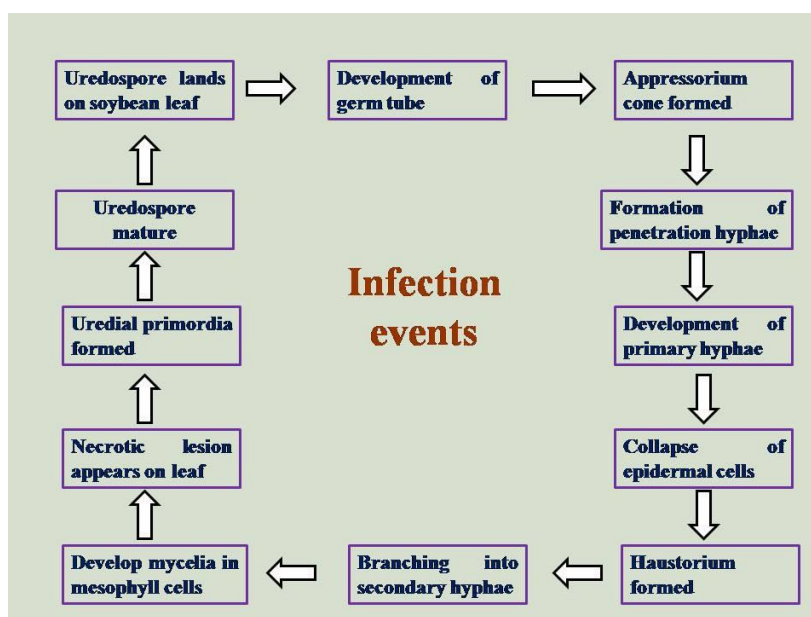 Uredospore lands
on soybean leaf
Development of
germ tube
Appressorium
cone formed
Formation of
penetration hyphae
Development of
primary hyphae
Collapse of
epidermal cells
Haustorium
formed
Branching into
secondary hyphae
Develop mycelia in
mesophyll cells
Necrotic lesion
appears on leaf
Uredial primordia
formed
Uredospore
mature
Infection
events